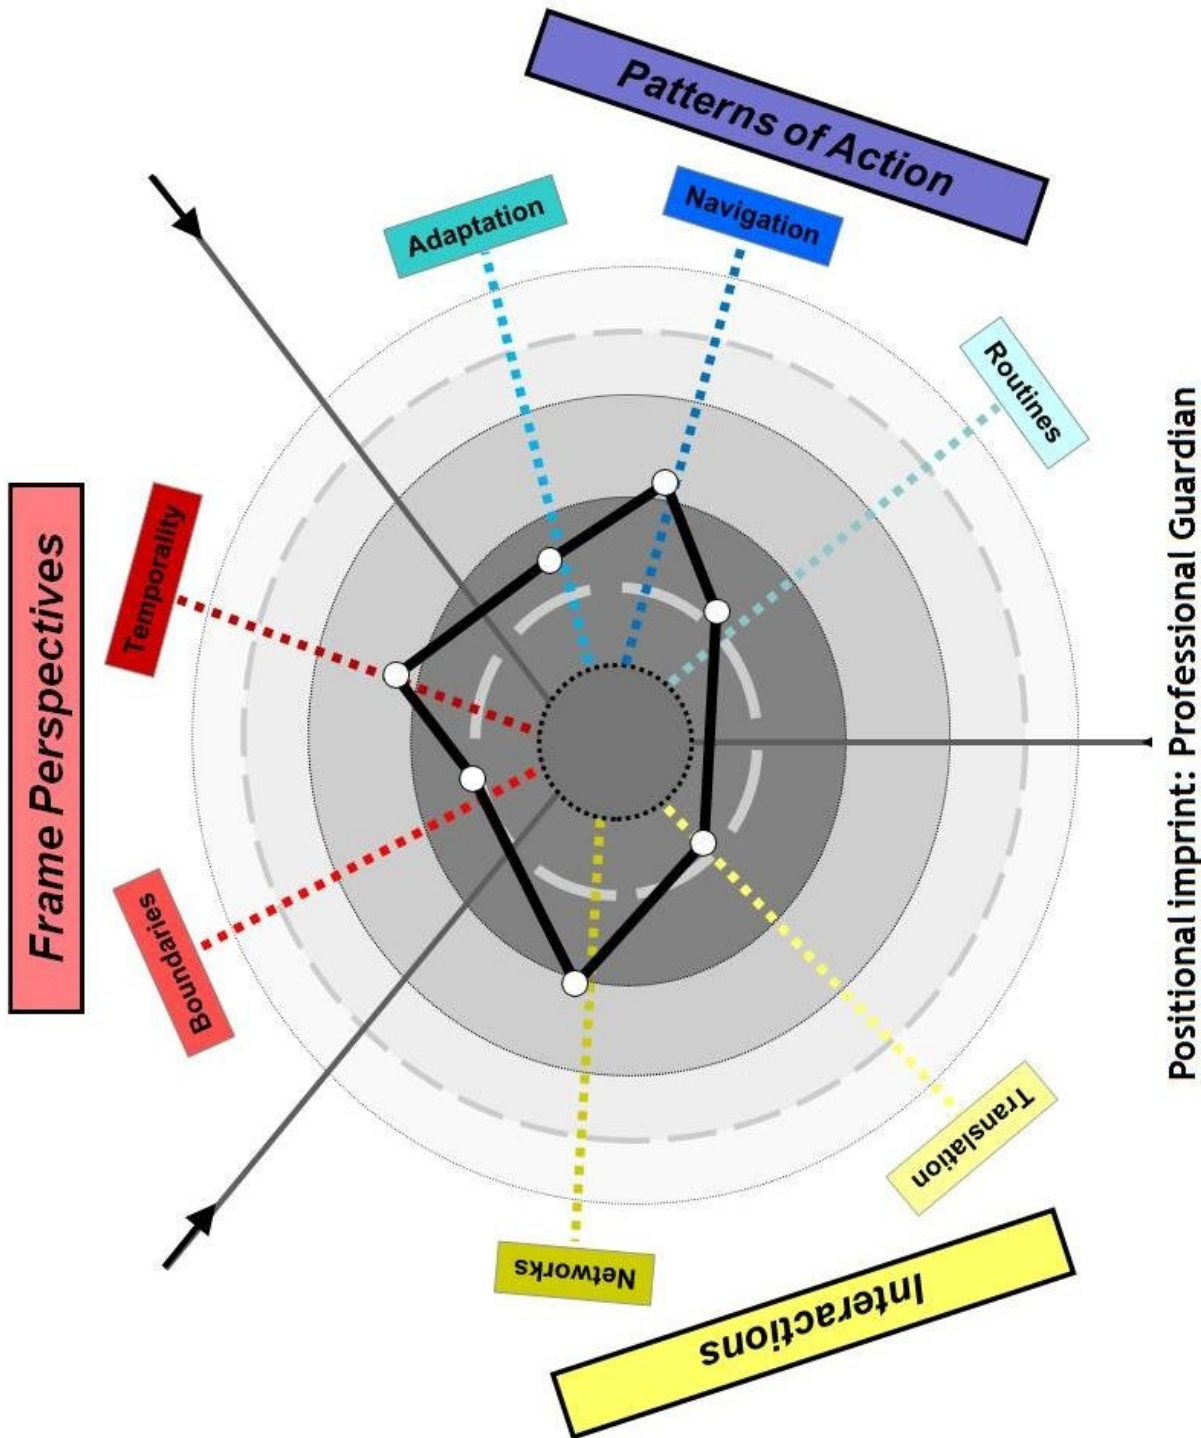 Frame Perspectives
Boundaries
Temporality
Adaptation
Navigation
Routines
Patterns of Action
Networks
Translation
Interactions
Positional imprint: Professional Guardian